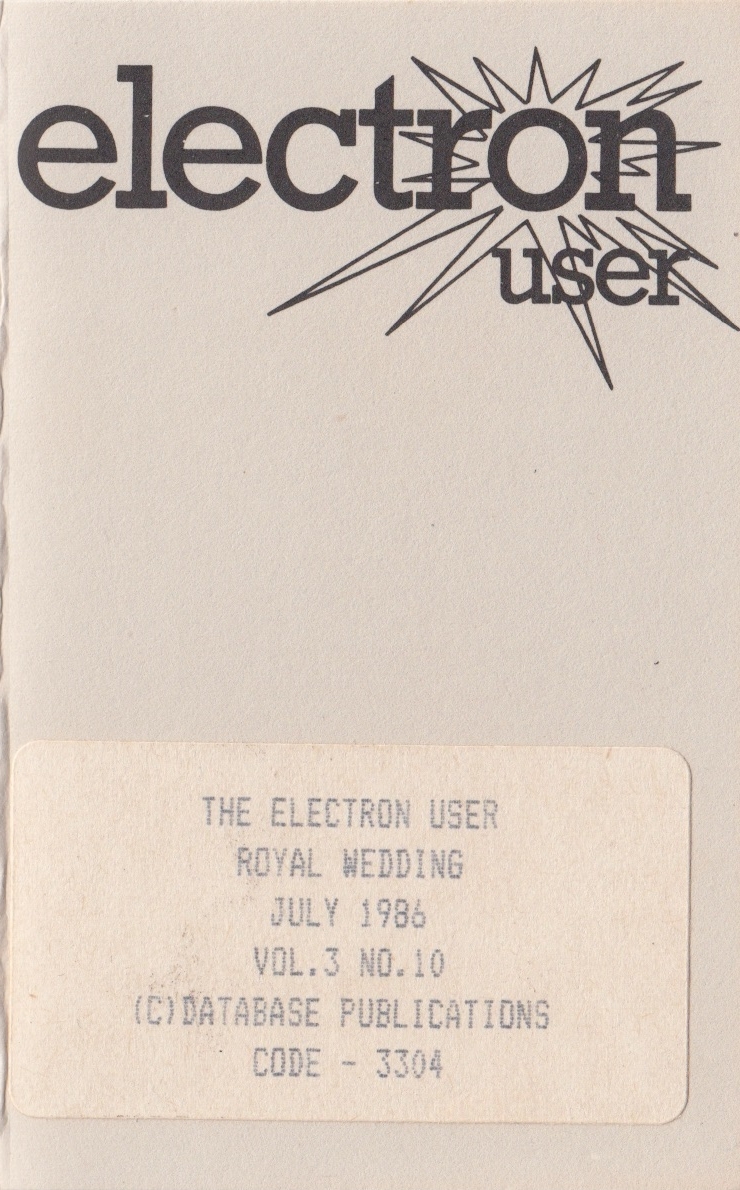 electron
user
THE ELECTRON USER
ROYAL WEDDING
JULY 1986
VOL.3 NO.10
(C)DATABASE PUBLICATIONS
CODE - 3304